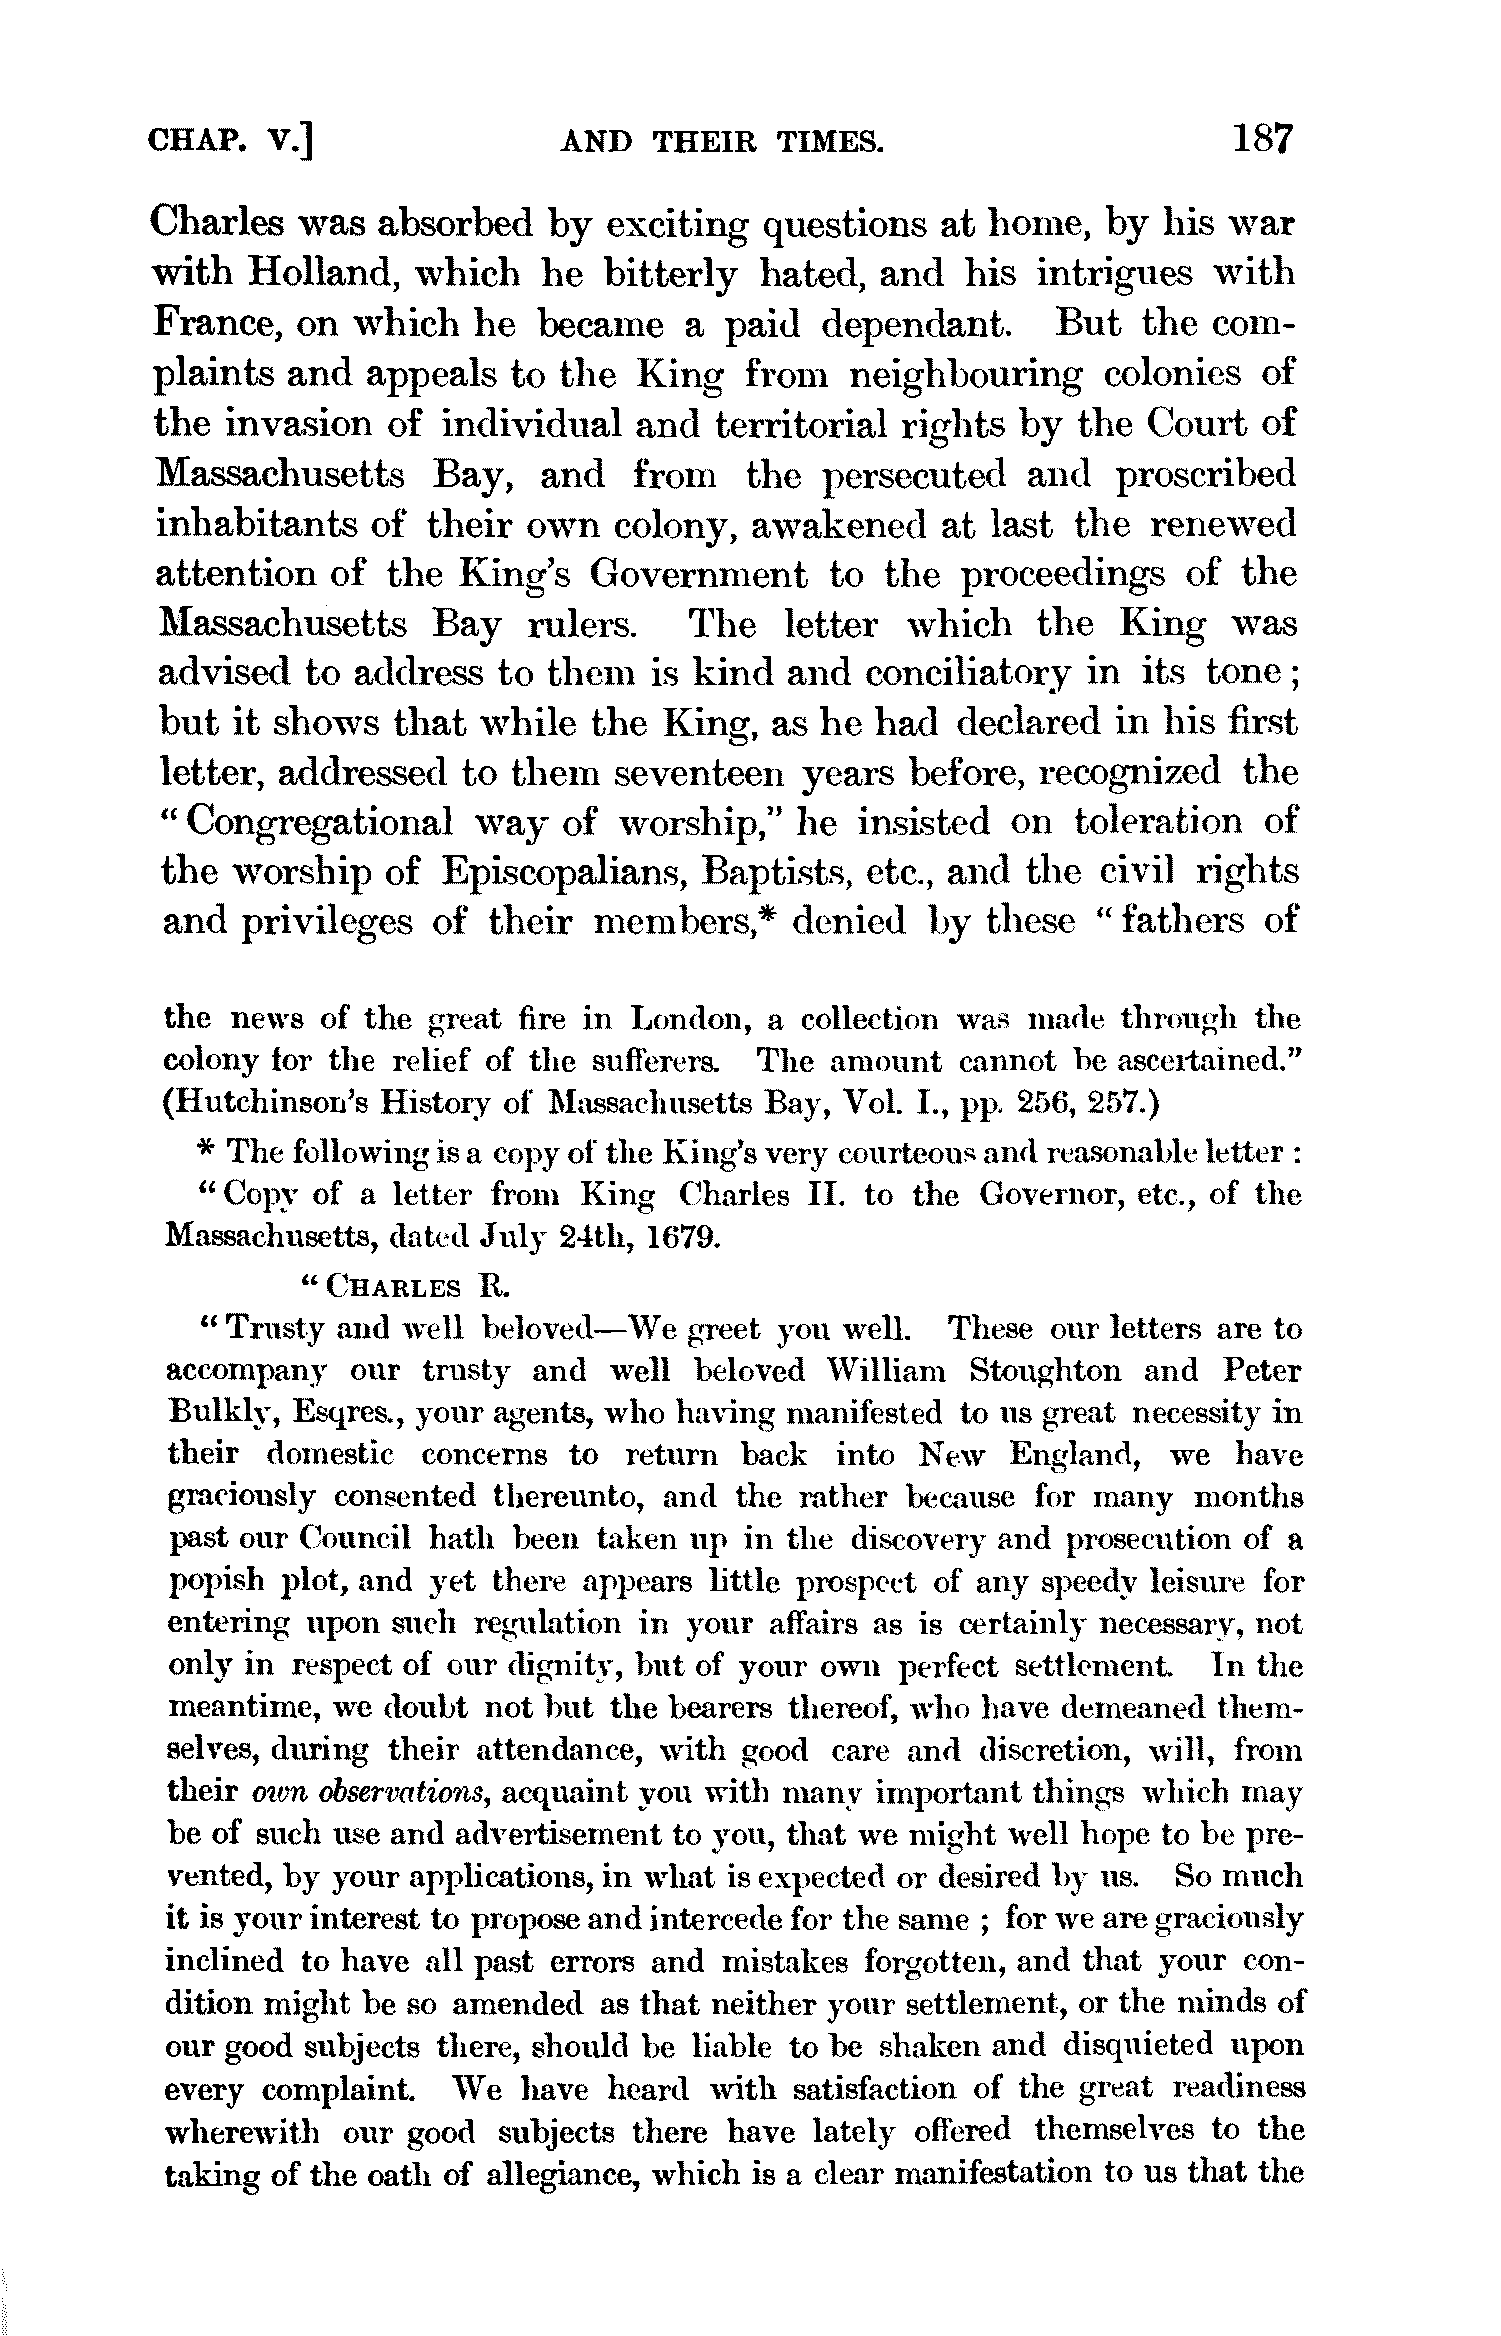 CHAP. V.] AND THEIR TIMES. 187
Charles was absorbed by exciting questions at home, by his war
with Holland, which he bitterly hated, and his intrigues with
France, on which he became a paid dependant. But the com-
plaints and appeals to the King from neighbouring colonies of
the invasion of individual and territorial rights by the Court of
Massachusetts Bay, and from the persecuted and proscribed
inhabitants of their own colony, awakened at last the renewed
attention of the King's Government to the proceedings of the
Massachusetts Bay rulers. The letter which the King was
advised to address to them is kind and conciliatory in its tone;
but it shows that while the King, as he had declared in his first
letter, addressed to them seventeen years before, recognized the
"Congregational way of worship," he insisted on toleration of
the worship of Episcopalians, Baptists, etc., and the civil rights
and privileges of their members,* denied by these "fathers of
the news of the great fire in London, a collection was made through the
colony for the relief of the sufferers. The amount cannot be ascertained."
(Hutchinson's History of Massachusetts Bay, Vol. I., pp. 256, 257.)
* The following is a copy of the King's very courteous and reasonable letter :
"Copy of a letter from King Charles II. to the Governor, etc., of the
Massachusetts, dated July 24th, 1679.
"CHARLES R.
"Trusty and well beloved—We greet you well. These our letters are to
accompany our trusty and well beloved William Stoughton and Peter
Bulkly, Esqres., your agents, who having manifested to us great necessity in
their domestic concerns to return back into New England, we have
graciously consented thereunto, and the rather because for many months
past our Council hath been taken up in the discovery and prosecution of a
popish plot, and yet there appears little prospect of any speedy leisure for
entering upon such regulation in your affairs as is certainly necessary, not
only in respect of our dignity, but of your own perfect settlement. In the
meantime, we doubt not but the bearers thereof, who have demeaned them-
selves, during their attendance, with good care and discretion, will, from
their own observations, acquaint you with many important things which may
be of such use and advertisement to you, that we might well hope to be pre-
vented, by your applications, in what is expected or desired by us. So much
it is your interest to propose and intercede for the same ; for we are graciously
inclined to have all past errors and mistakes forgotten, and that your con-
dition might be so amended as that neither your settlement, or the minds of
our good subjects there, should be liable to be shaken and disquieted upon
every complaint. We have heard with satisfaction of the great readiness
wherewith our good subjects there have lately offered themselves to the
taking of the oath of allegiance, which is a clear manifestation to us that the